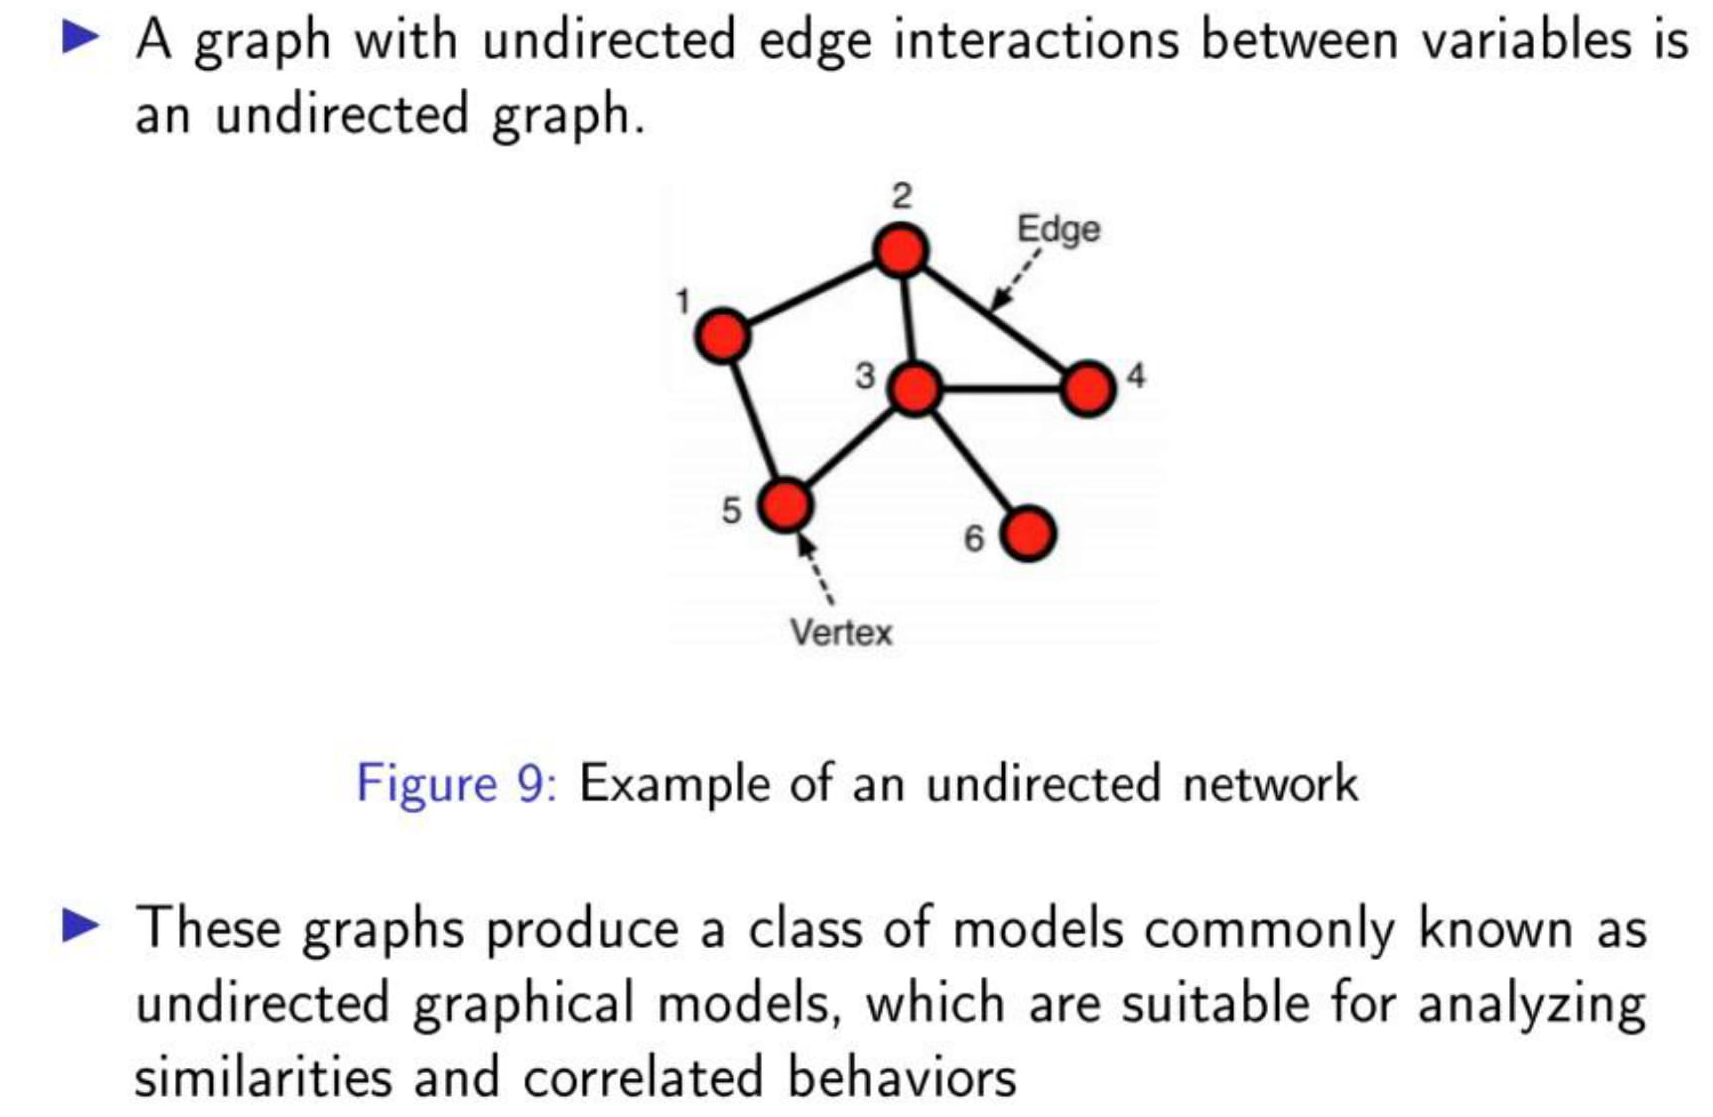 A graph with undirected edge interactions between variables is
an undirected graph.
2
Edge
1
3
4
5
6
Vertex
Figure 9: Example of an undirected network
These graphs produce a class of models commonly known as
undirected graphical models, which are suitable for analyzing
similarities and correlated behaviors